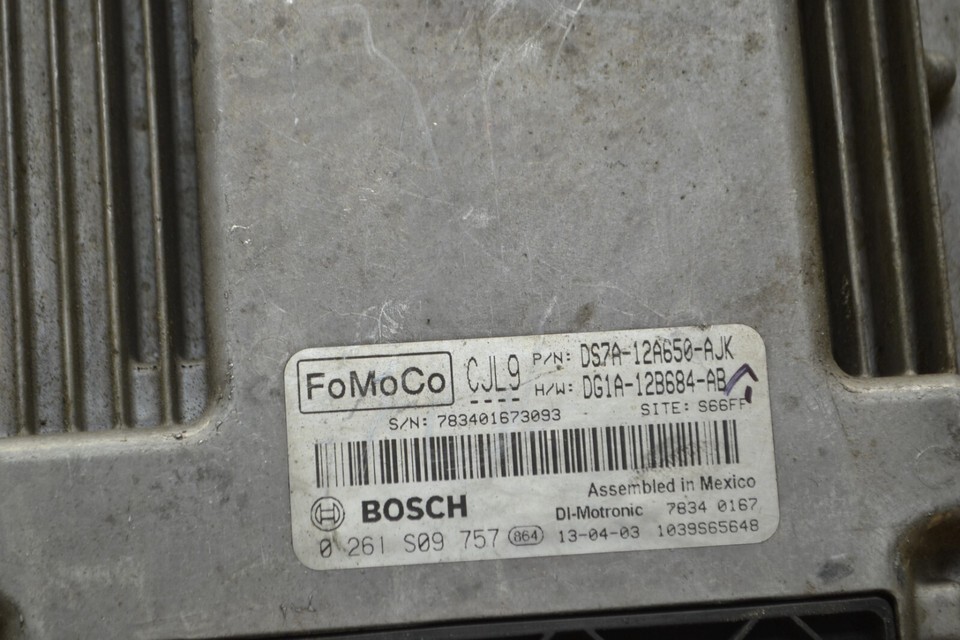 FoMoCo CJL9 P/N: DS7A-12A650-AJK
H/W: DG1A-12B684-AB
S/N: 783401673093 SITE: S66FF
Assembled in Mexico
BOSCH DI-Motronic 7834 0167
0 261 S09 757 864 13-04-03 1039S65648